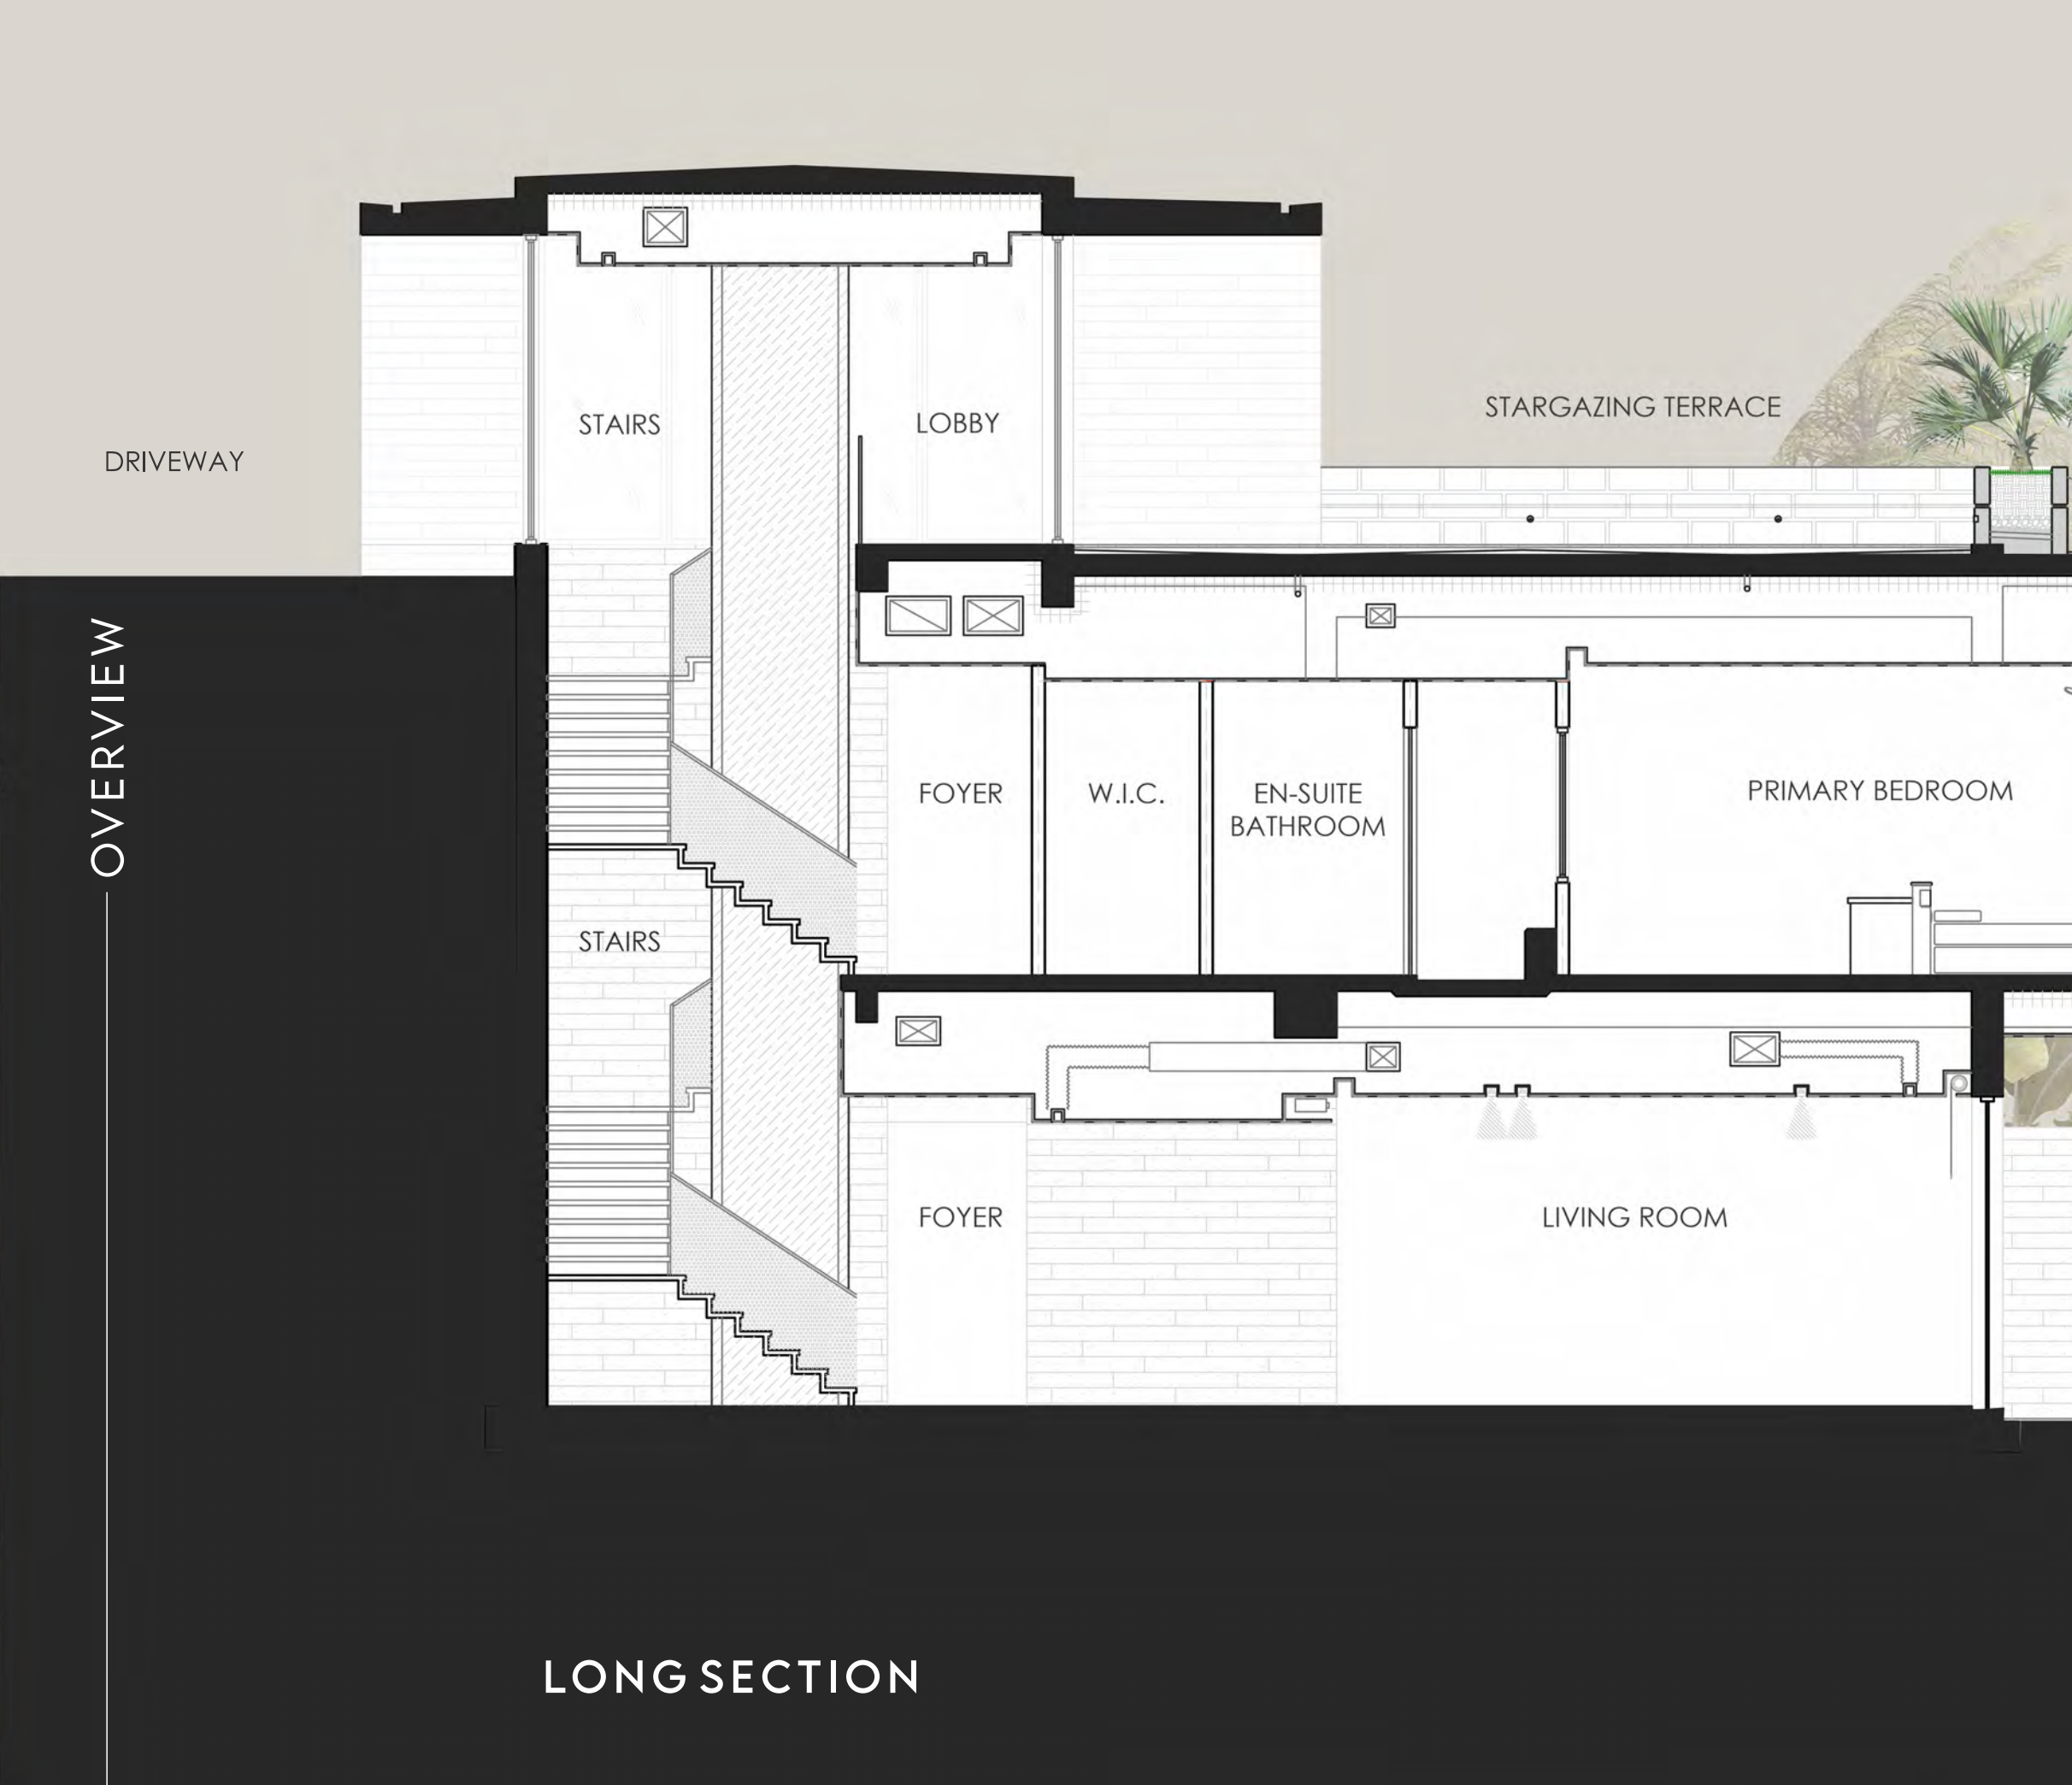 STARGAZING TERRACE
STAIRS
LOBBY
DRIVEWAY
OVERVIEW
FOYER
W.I.C.
EN-SUITE
BATHROOM
PRIMARY BEDROOM
STAIRS
FOYER
LIVING ROOM
LONG SECTION